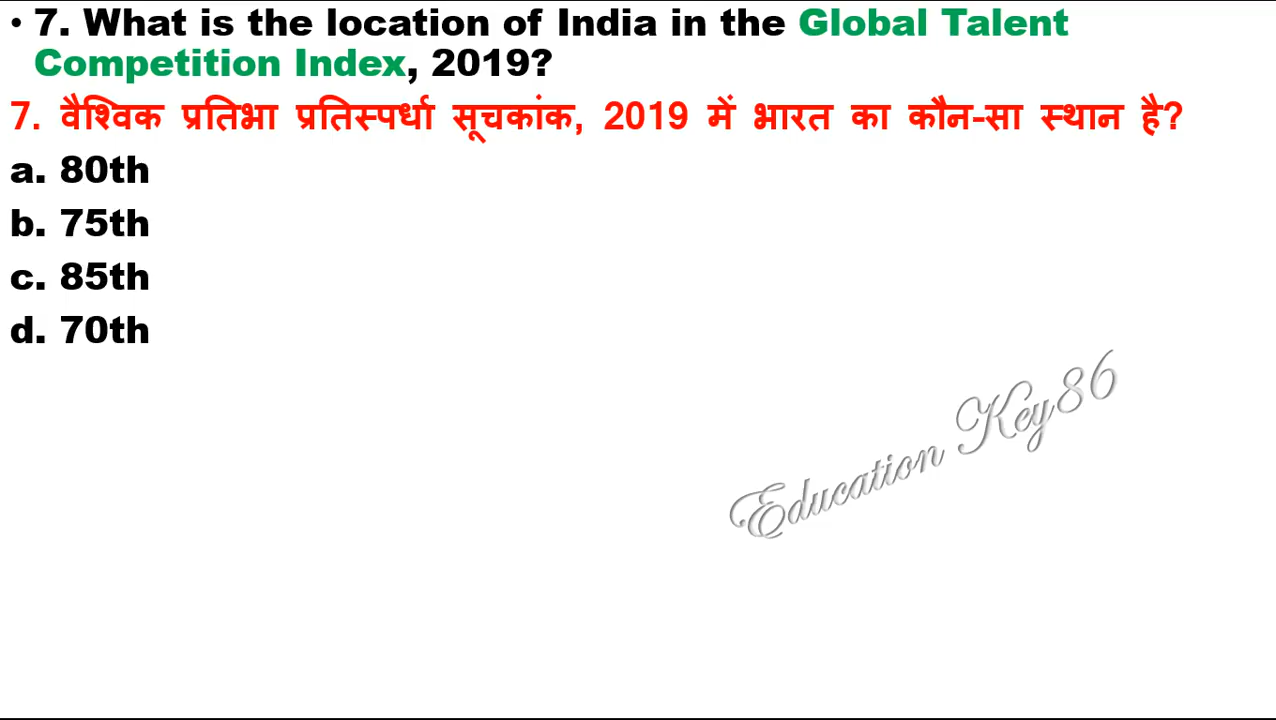 • 7. What is the location of India in the Global Talent
Competition Index, 2019?
7. वैश्विक प्रतिभा प्रतिस्पर्धा सूचकांक, 2019 में भारत का कौन-सा स्थान है?
a. 80th
b. 75th
c. 85th
d. 70th
Education Key86